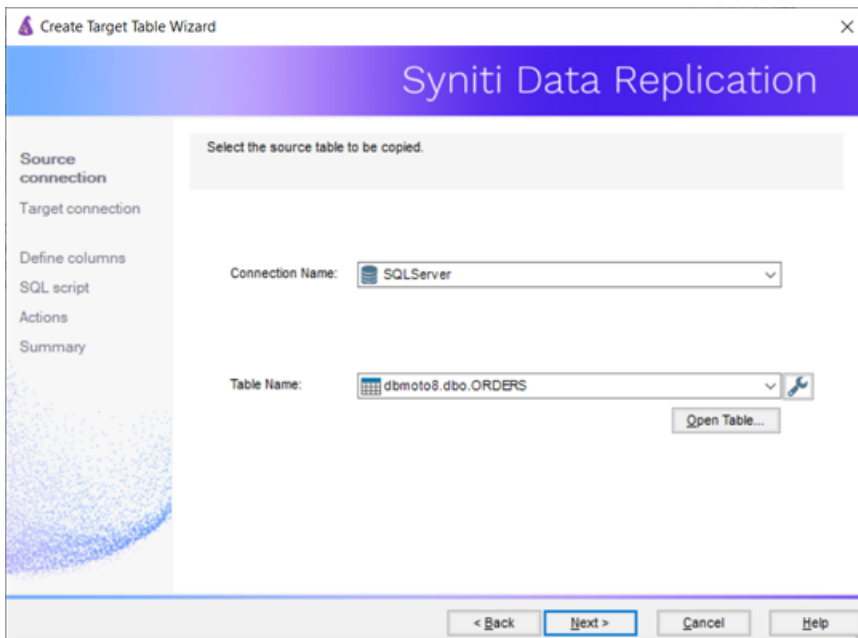 Create Target Table Wizard
Syniti Data Replication
Source
connection
Target connection
Define columns
SQL script
Actions
Summary
Select the source table to be copied.
Connection Name: SQLServer
Table Name: dbmoto8.dbo.ORDERS
Open Table...
< Back Next > Cancel Help